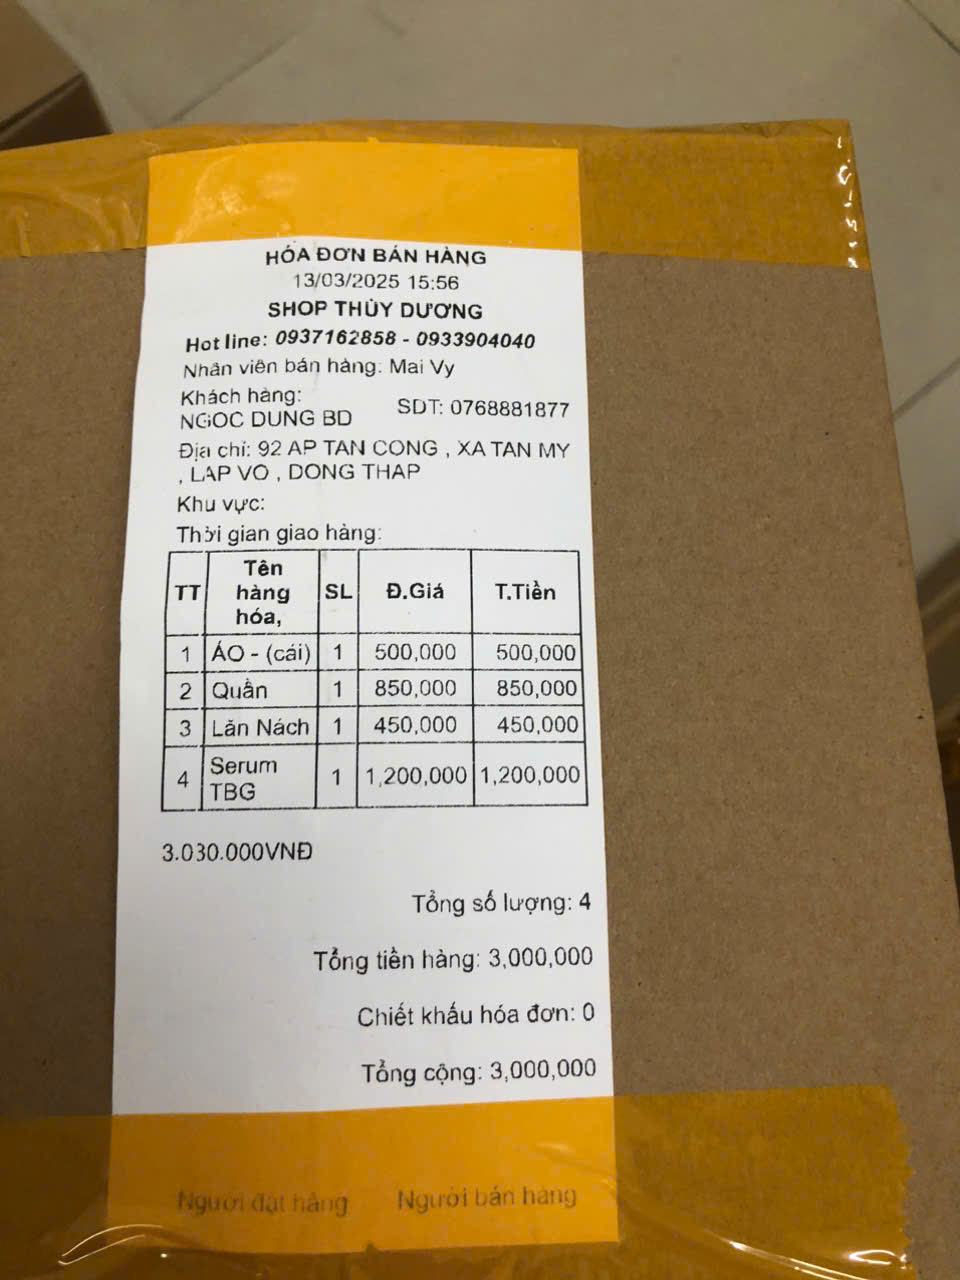 HÓA ĐƠN BÁN HÀNG
13/03/2025 15:56
SHOP THÙY DƯƠNG
Hot line: 0937162858 - 0933904040
Nhân viên bán hàng: Mai Vy
Khách hàng:
NGOC DUNG BD SDT: 0768881877
Địa chỉ: 92 AP TAN CONG , XA TAN MY
, LAP VO , DONG THAP
Khu vực:
Thời gian giao hàng:
TT Tên hàng hóa, SL Đ.Giá T.Tiền
1 ÁO - (cái) 1 500,000 500,000
2 Quần 1 850,000 850,000
3 Lăn Nách 1 450,000 450,000
4 Serum TBG 1 1,200,000 1,200,000
3.030.000VNĐ
Tổng số lượng: 4
Tổng tiền hàng: 3,000,000
Chiết khấu hóa đơn: 0
Tổng cộng: 3,000,000
Người đặt hàng Người bán hàng